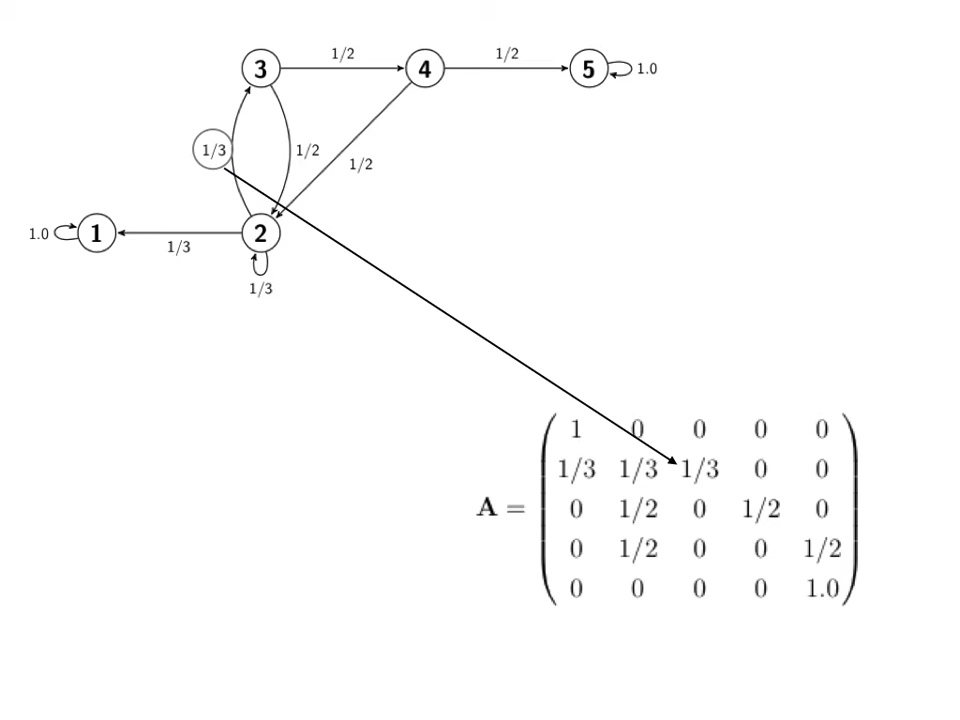 3 1/2 4 1/2 5 1.0
1/3 1/2 1/2
1.0 1 1/3 2
1/3
A = 
1 0 0 0 0
1/3 1/3 1/3 0 0
0 1/2 0 1/2 0
0 1/2 0 0 1/2
0 0 0 0 1.0